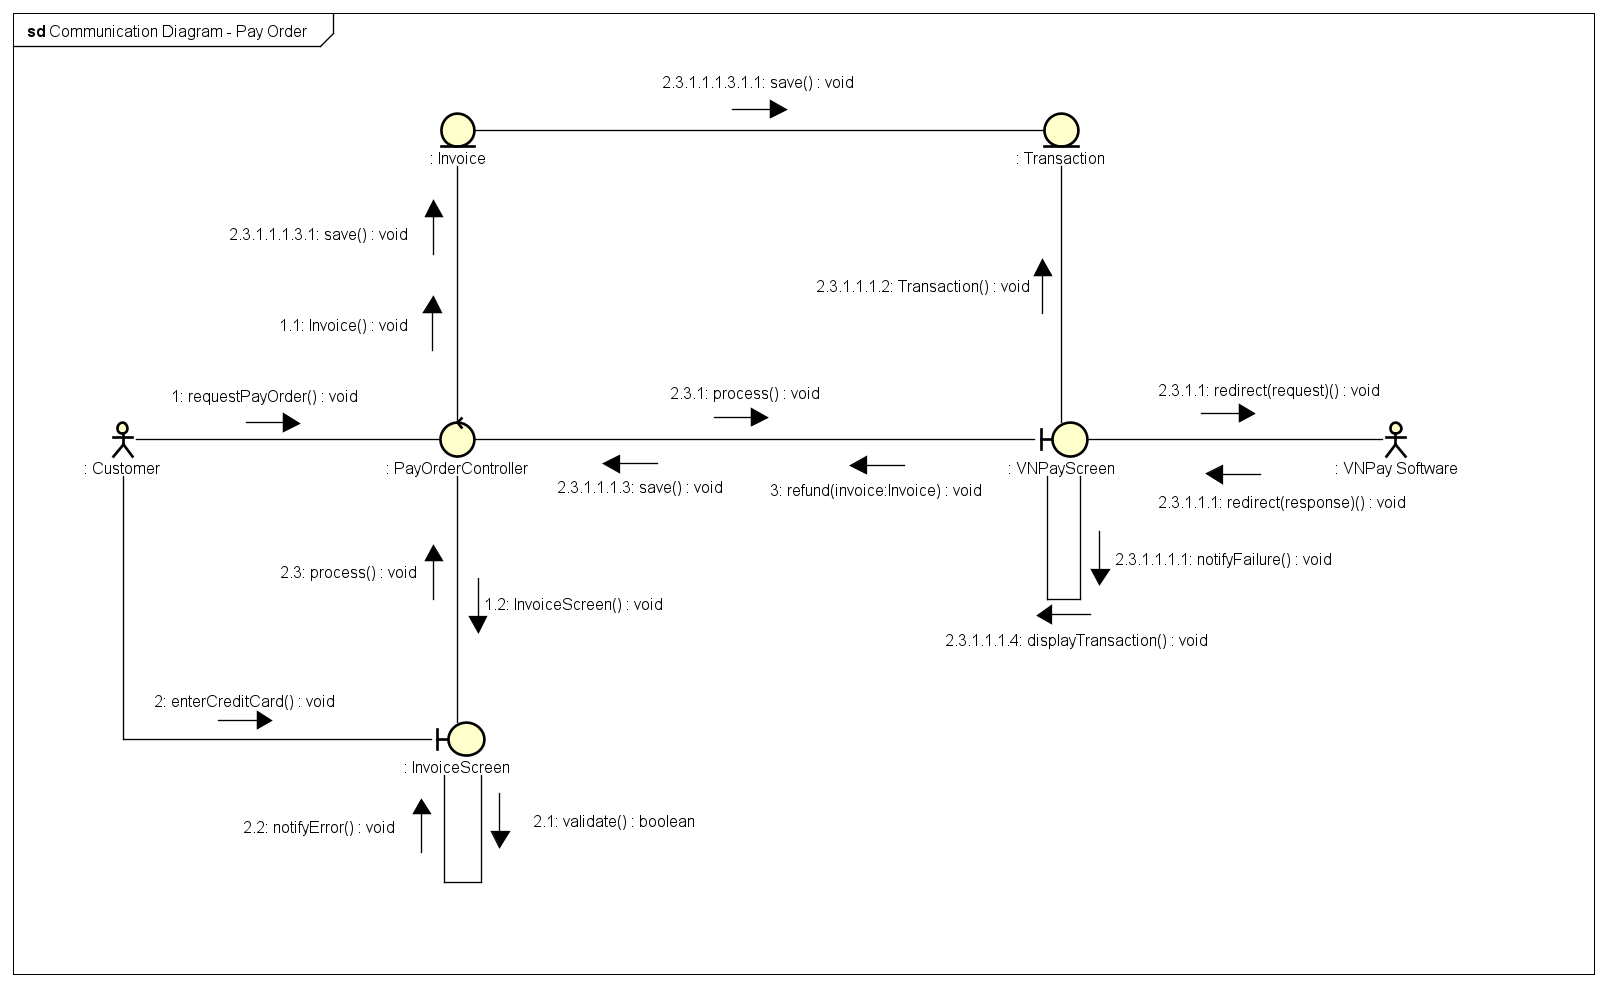 sd Communication Diagram - Pay Order
2.3.1.1.1.3.1.1: save() : void
: Invoice
: Transaction
2.3.1.1.1.3.1: save() : void
2.3.1.1.1.2: Transaction() : void
1.1: Invoice() : void
1: requestPayOrder() : void
2.3.1: process() : void
2.3.1.1: redirect(request)() : void
: Customer
: PayOrderController
: VNPayScreen
: VNPay Software
2.3.1.1.1.3: save() : void
3: refund(invoice:Invoice) : void
2.3.1.1.1: redirect(response)() : void
2.3.1.1.1.1: notifyFailure() : void
2.3: process() : void
1.2: InvoiceScreen() : void
2.3.1.1.1.4: displayTransaction() : void
2: enterCreditCard() : void
: InvoiceScreen
2.2: notifyError() : void
2.1: validate() : boolean